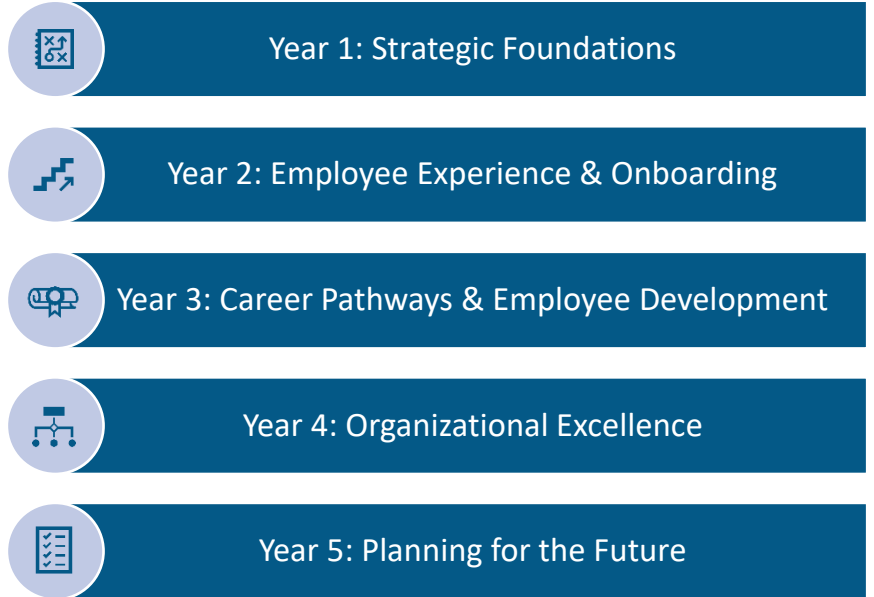 Year 1: Strategic Foundations
Year 2: Employee Experience & Onboarding
Year 3: Career Pathways & Employee Development
Year 4: Organizational Excellence
Year 5: Planning for the Future